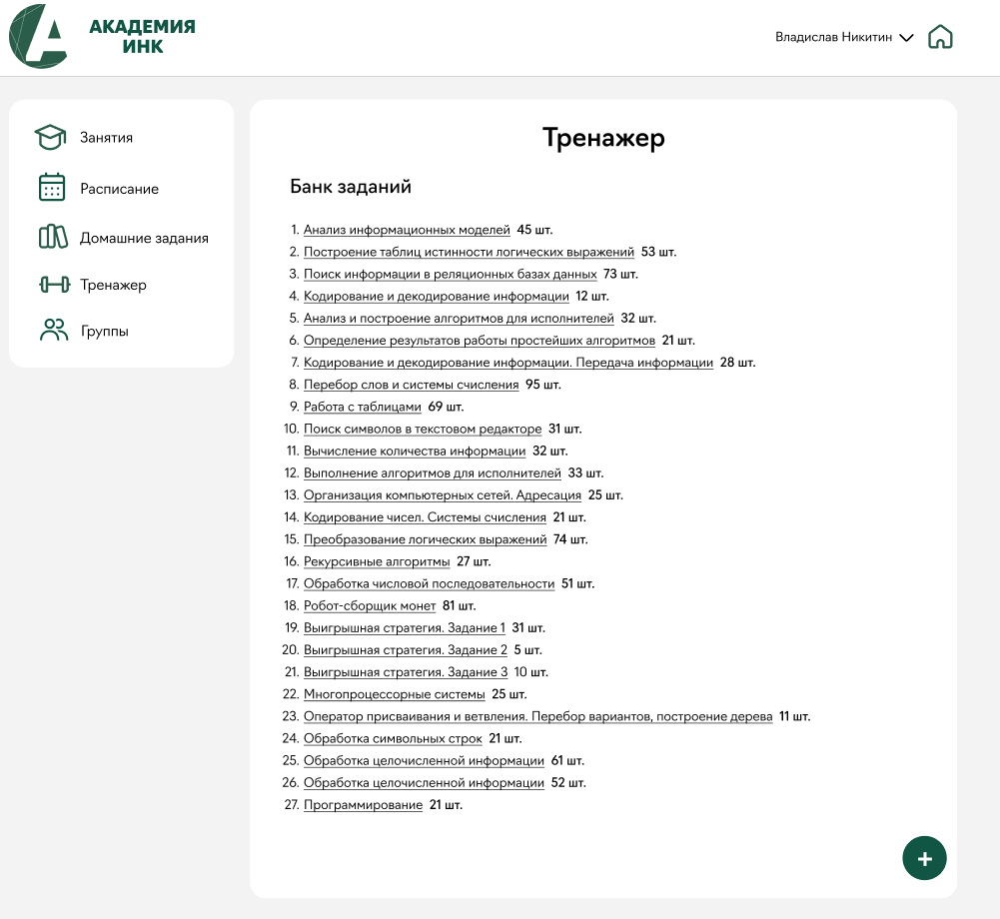 АКАДЕМИЯ
ИНК
Владислав Никитин
Занятия
Расписание
Домашние задания
Тренажер
Группы
Тренажер
Банк заданий
1. Анализ информационных моделей 45 шт.
2. Построение таблиц истинности логических выражений 53 шт.
3. Поиск информации в реляционных базах данных 73 шт.
4. Кодирование и декодирование информации 12 шт.
5. Анализ и построение алгоритмов для исполнителей 32 шт.
6. Определение результатов работы простейших алгоритмов 21 шт.
7. Кодирование и декодирование информации. Передача информации 28 шт.
8. Перебор слов и системы счисления 95 шт.
9. Работа с таблицами 69 шт.
10. Поиск символов в текстовом редакторе 31 шт.
11. Вычисление количества информации 32 шт.
12. Выполнение алгоритмов для исполнителей 33 шт.
13. Организация компьютерных сетей. Адресация 25 шт.
14. Кодирование чисел. Системы счисления 21 шт.
15. Преобразование логических выражений 74 шт.
16. Рекурсивные алгоритмы 27 шт.
17. Обработка числовой последовательности 51 шт.
18. Робот-сборщик монет 81 шт.
19. Выигрышная стратегия. Задание 1 31 шт.
20. Выигрышная стратегия. Задание 2 5 шт.
21. Выигрышная стратегия. Задание 3 10 шт.
22. Многопроцессорные системы 25 шт.
23. Оператор присваивания и ветвления. Перебор вариантов, построение дерева 11 шт.
24. Обработка символьных строк 21 шт.
25. Обработка целочисленной информации 61 шт.
26. Обработка целочисленной информации 52 шт.
27. Программирование 21 шт.
+